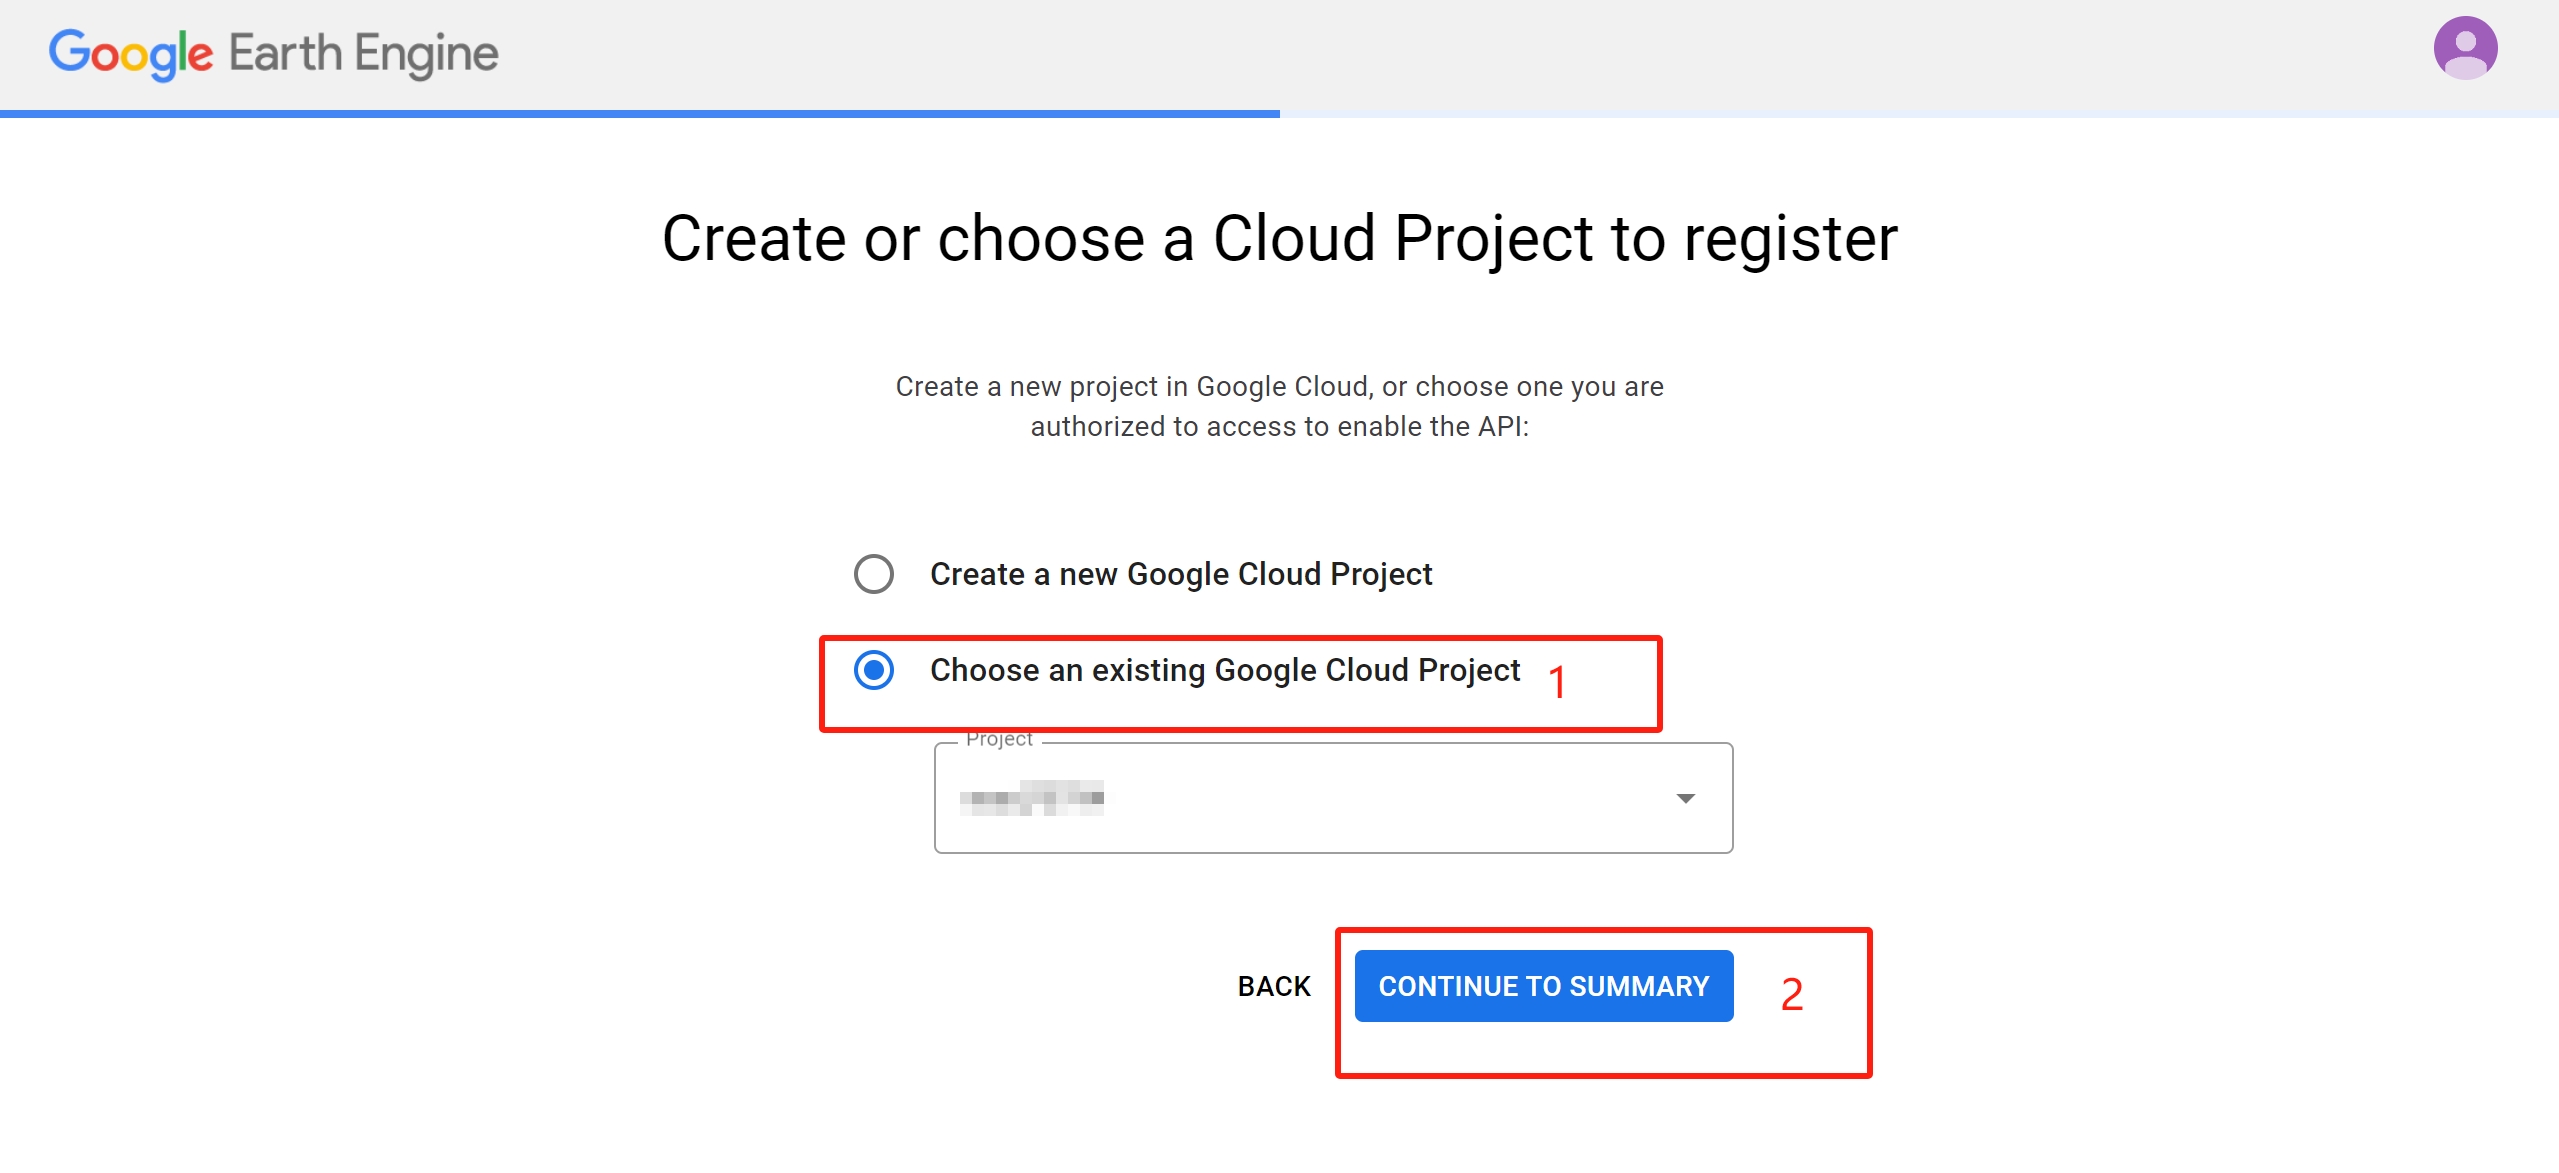 Google Earth Engine
Create or choose a Cloud Project to register
Create a new project in Google Cloud, or choose one you are
authorized to access to enable the API:
Create a new Google Cloud Project
Choose an existing Google Cloud Project 1
Project
BACK CONTINUE TO SUMMARY 2